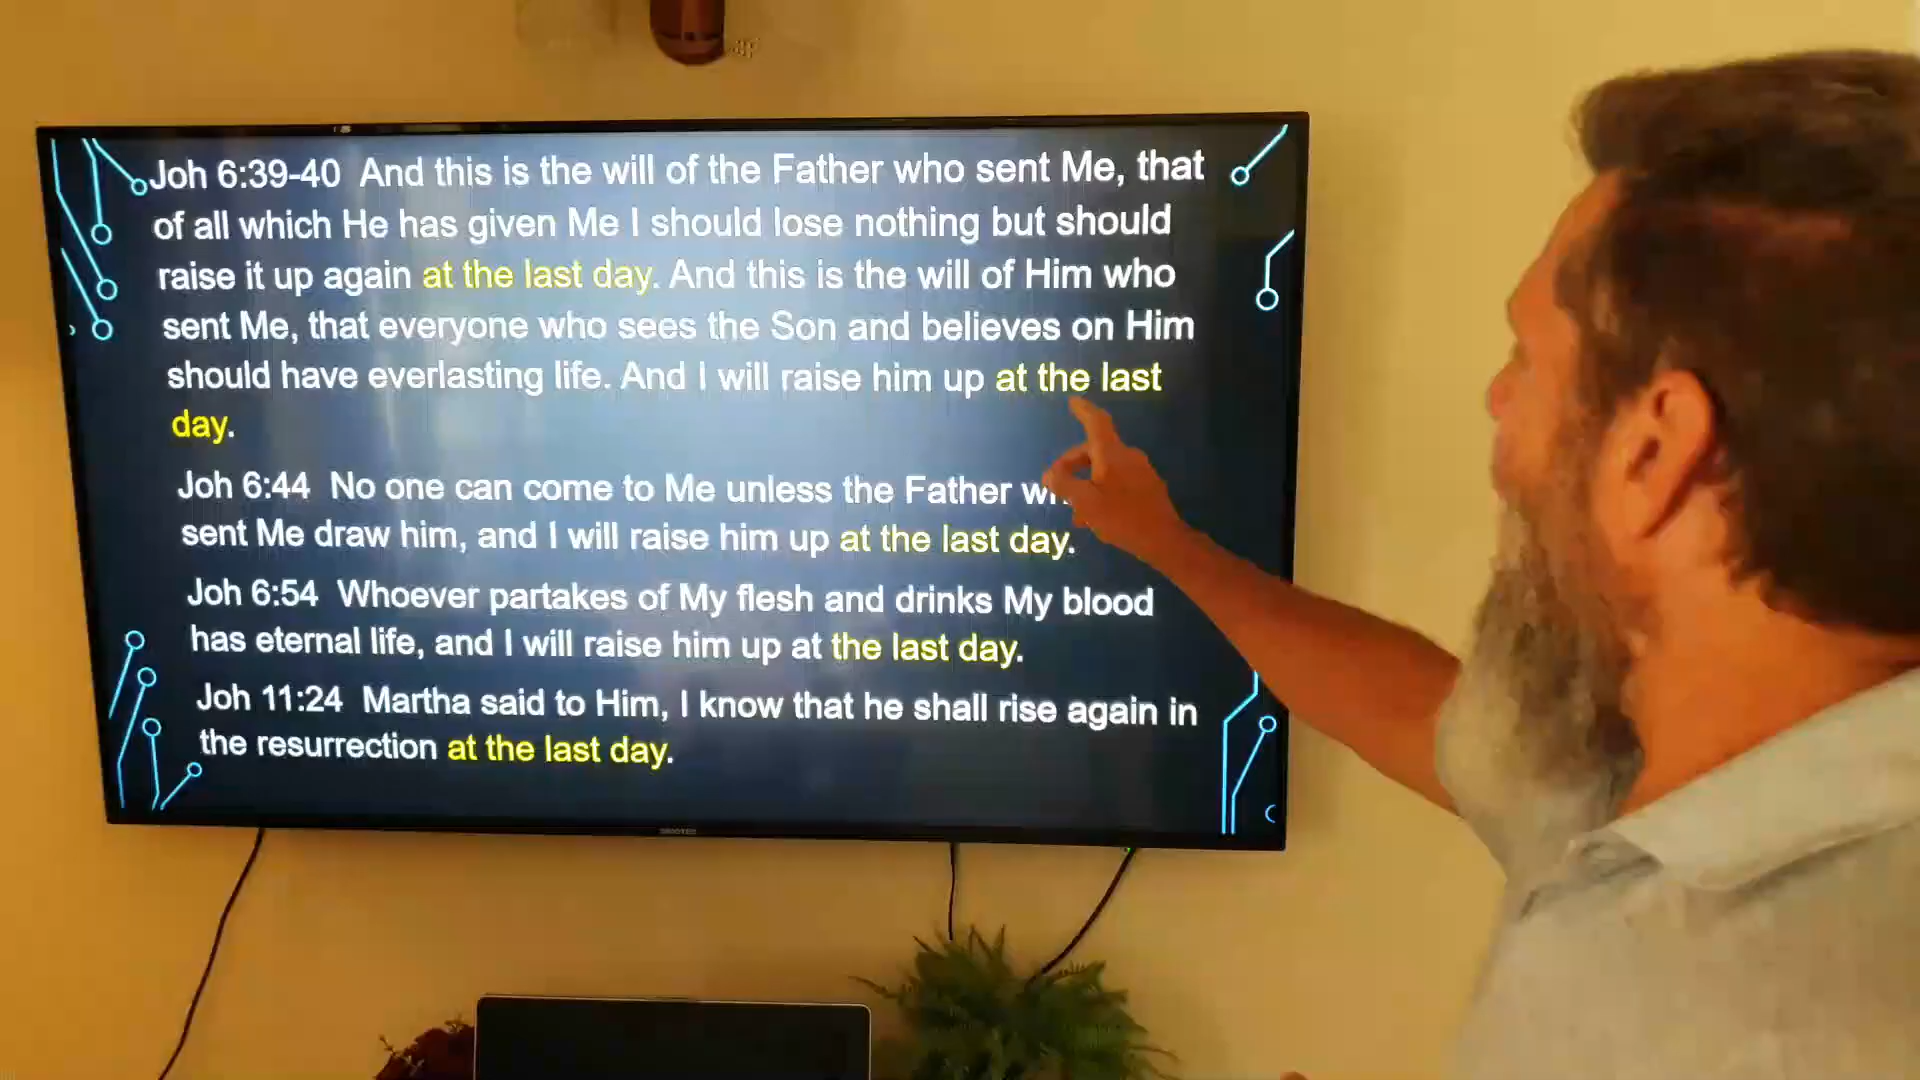 Joh 6:39-40 And this is the will of the Father who sent Me, that
of all which He has given Me I should lose nothing but should
raise it up again at the last day. And this is the will of Him who
sent Me, that everyone who sees the Son and believes on Him
should have everlasting life. And I will raise him up at the last
day.
Joh 6:44 No one can come to Me unless the Father
sent Me draw him, and I will raise him up at the last day.
Joh 6:54 Whoever partakes of My flesh and drinks My blood
has eternal life, and I will raise him up at the last day.
Joh 11:24 Martha said to Him, I know that he shall rise again in
the resurrection at the last day.